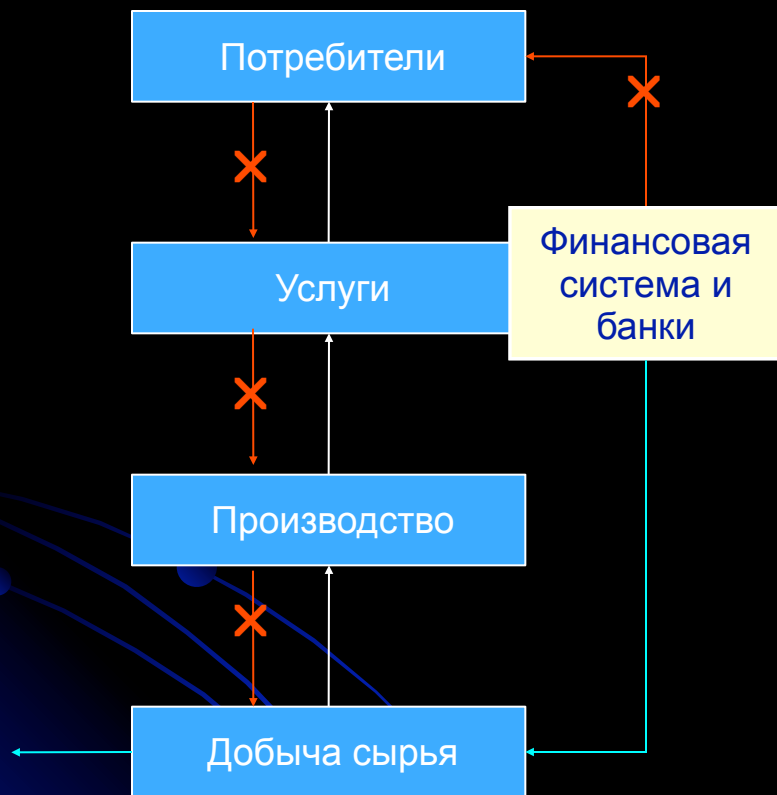 Потребители
Услуги
Финансовая
система и
банки
Производство
Добыча сырья